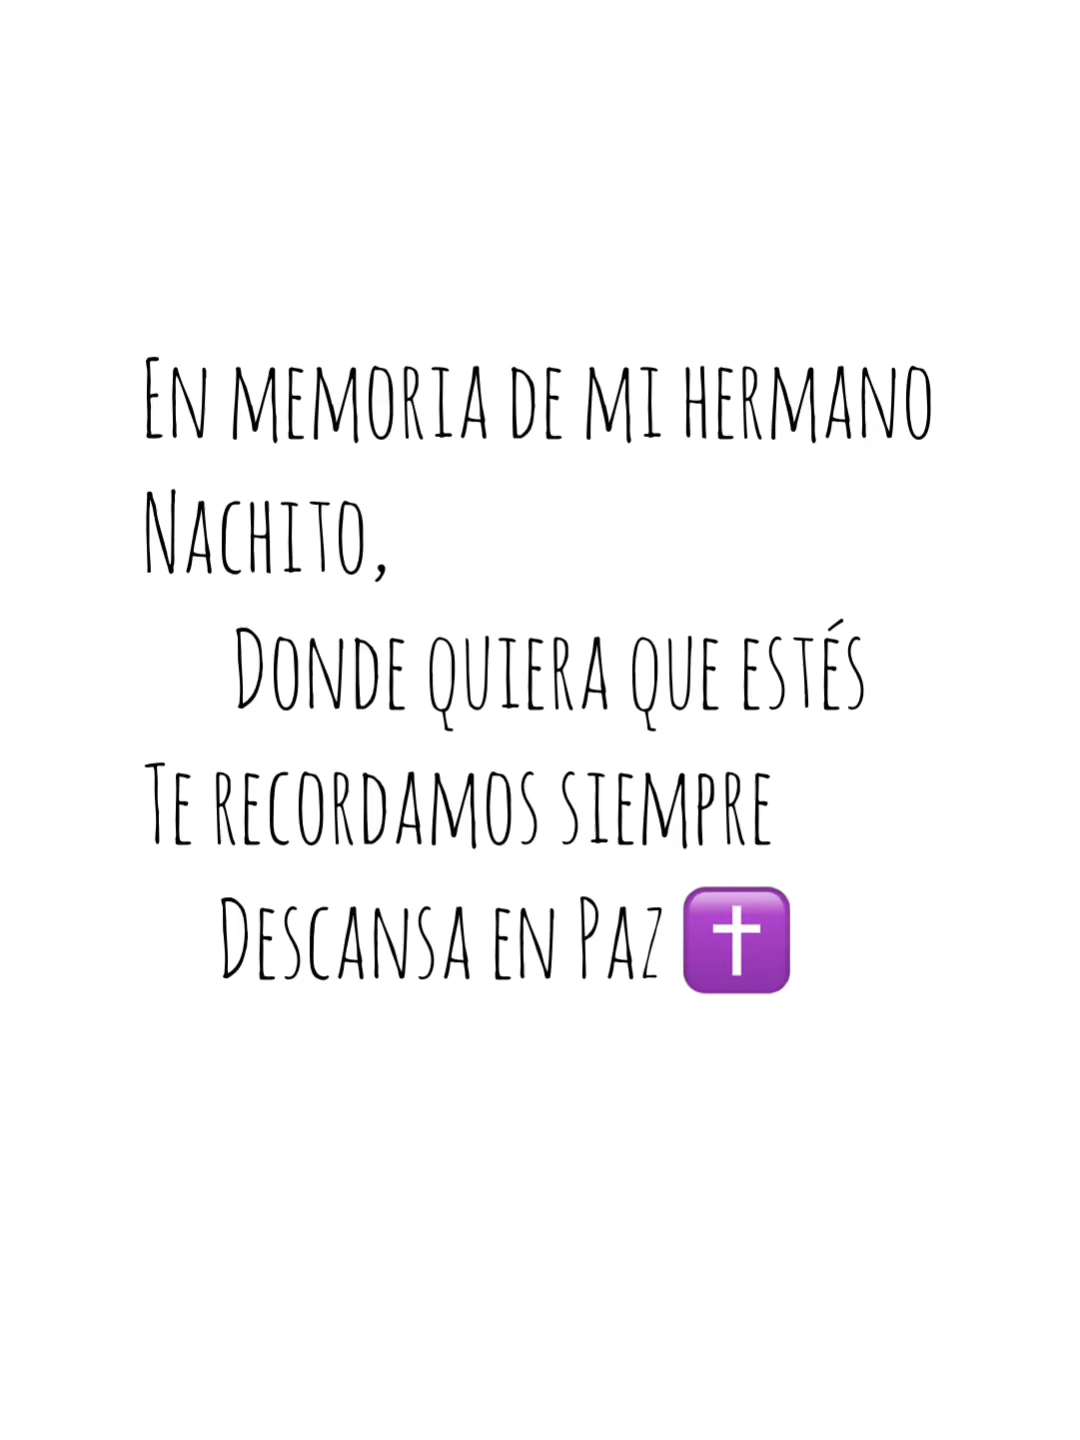 En memoria de mi hermano
Nachito,
Donde quiera que estés
Te recordamos siempre
Descansa en Paz ✝️